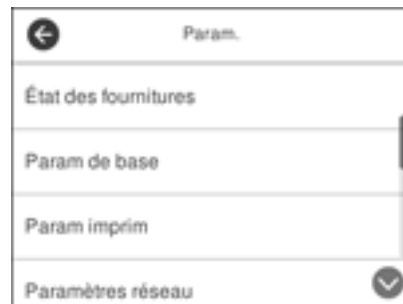 Param.
État des fournitures
Param de base
Param imprim
Paramètres réseau